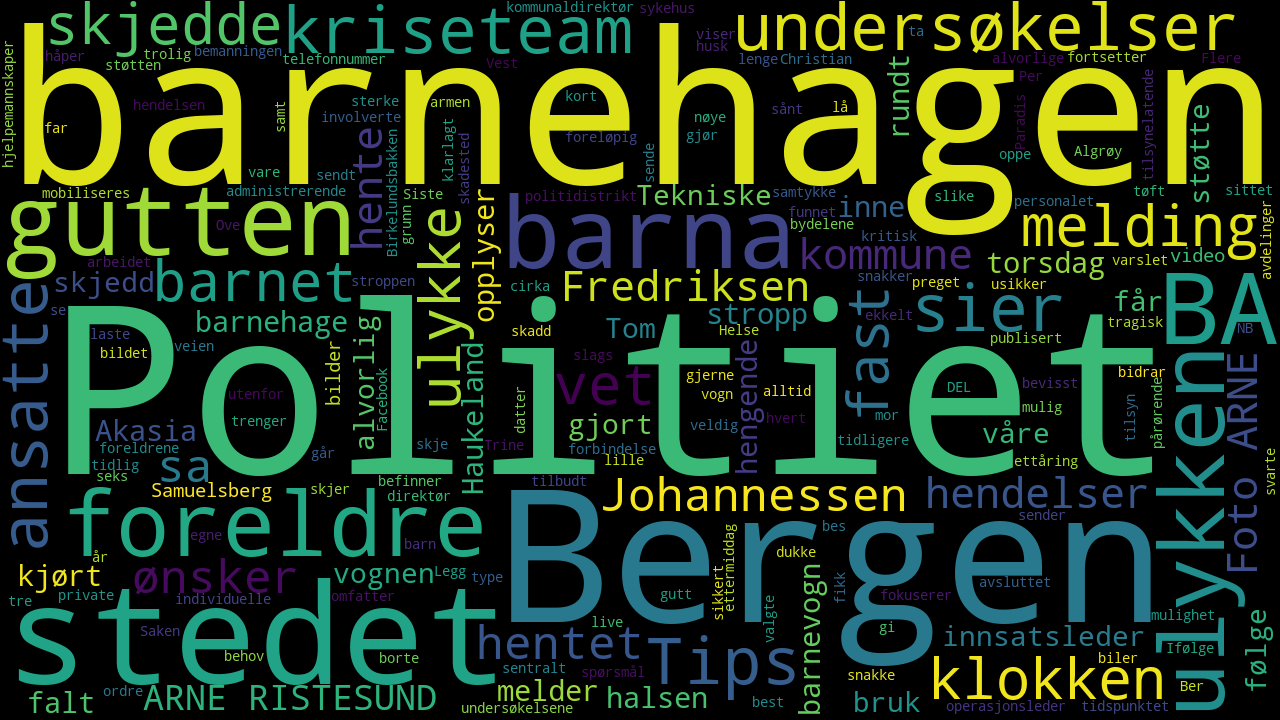 barnehagen
Politiet
Bergen
stedet
gutten
foreldre
barna
undersøkelser
kriseteam
skjedde
kommunaldirektør
sykehus
viser
husk
ta
håper
trolig
bemanningen
støtten
telefonnummer
Vest
lenge
Christian
alvorlige
fortsetter
Flere
Per
hjelpemannskaper
hendelsen
samt
sterke
involverte
armen
kort
sånt
lå
rundt
far
foreløpig
nøye
gjør
Paradis
tilsynelatende
støtte
hente
Birkelundsbakken
klarlagt
skadested
sende
oppe
Algrøy
vare
sendt
mobiliseres
administrerende
Siste
politidistrikt
Tekniske
samtykke
slike
personalet
tøft
sittet
grunn
Ove
ulykke
opplyser
funnet
inne
bydelene
kritisk
melding
avdelinger
arbeidet
skjedd
barnet
stroppen
kommune
snakker
torsdag
varslet
video
cirka
Fredriksen
preget
usikker
ansatte
se
BA
sier
får
fast
stropp
ekkelt
publisert
tragisk
NB
laste
barnehage
Tom
skadd
Helse
bildet
veien
alvorlig
bilder
Haukeland
slags
hengende
vet
gjerne
alltid
vogn
DEL
bevisst
bidrar
ulykken
Foto ARNE
utenfor
Facebook
datter
trenger
Akasia
gjort
veldig
hvert
mor
mulig
tilsyn
pårørende
våre
foreldrene
går
skje
Trine
forbindelse
lille
tidligere
ettåring
tidlig
sa
seks
befinner
tilbudt
svarte
Samuelsberg
skjer
direktør
Johannessen
hendelser
sender
egne
barn
bes
sikkert
ettermiddag
dukke
år
kjørt
ønsker
vognen
Legg
type
barnevogn
fikk
avsluttet
tre
private
individuelle
omfatter
gutt
valgte
fokuserer
mulighet
Saken
live
gi
innsatsleder
Ifølge
følge
behov
borte
hentet
sentralt
spørsmål
Tips
snakke
klokken
biler
Ber
ordre
ARNE RISTESUND
melder
halsen
best
bruk
falt
undersøkelsene
operasjonsleder
tidspunktet